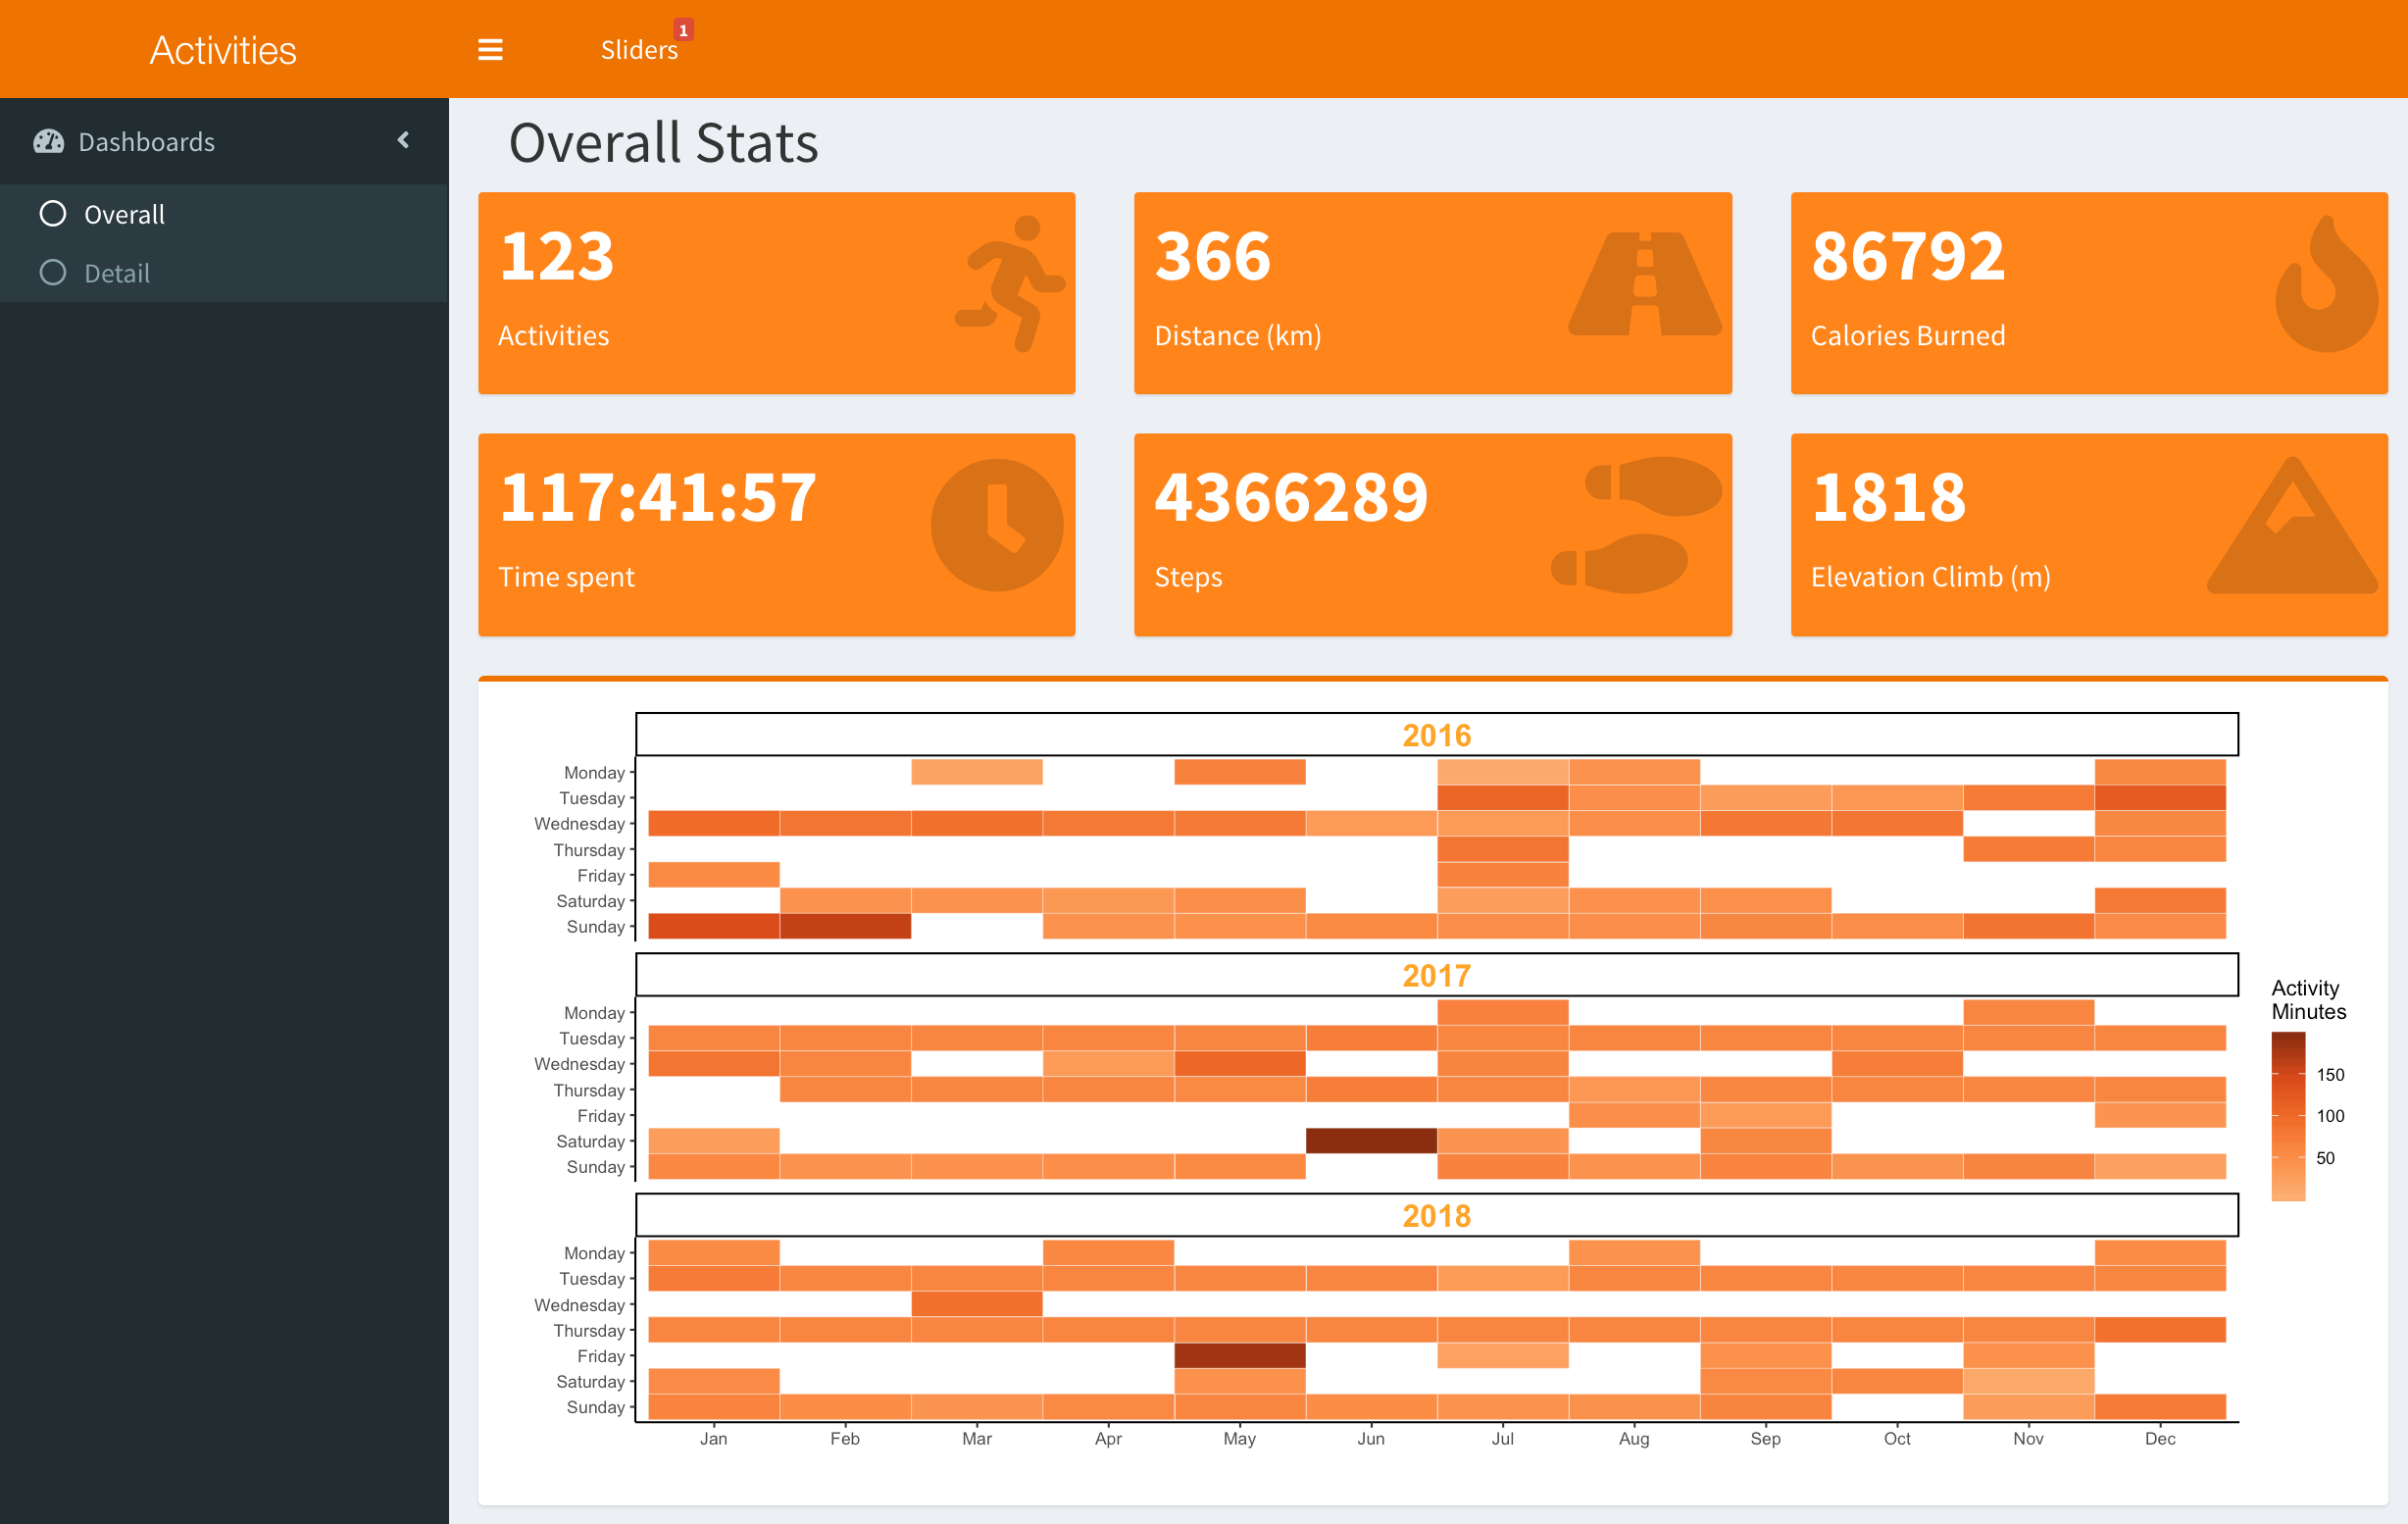 Activities
Sliders
1
Dashboards
Overall
Detail
Overall Stats
123
Activities
366
Distance (km)
86792
Calories Burned
117:41:57
Time spent
4366289
Steps
1818
Elevation Climb (m)
2016
Monday
Tuesday
Wednesday
Thursday
Friday
Saturday
Sunday
2017
Monday
Tuesday
Wednesday
Thursday
Friday
Saturday
Sunday
2018
Monday
Tuesday
Wednesday
Thursday
Friday
Saturday
Sunday
Jan Feb Mar Apr May Jun Jul Aug Sep Oct Nov Dec
Activity
Minutes
150
100
50